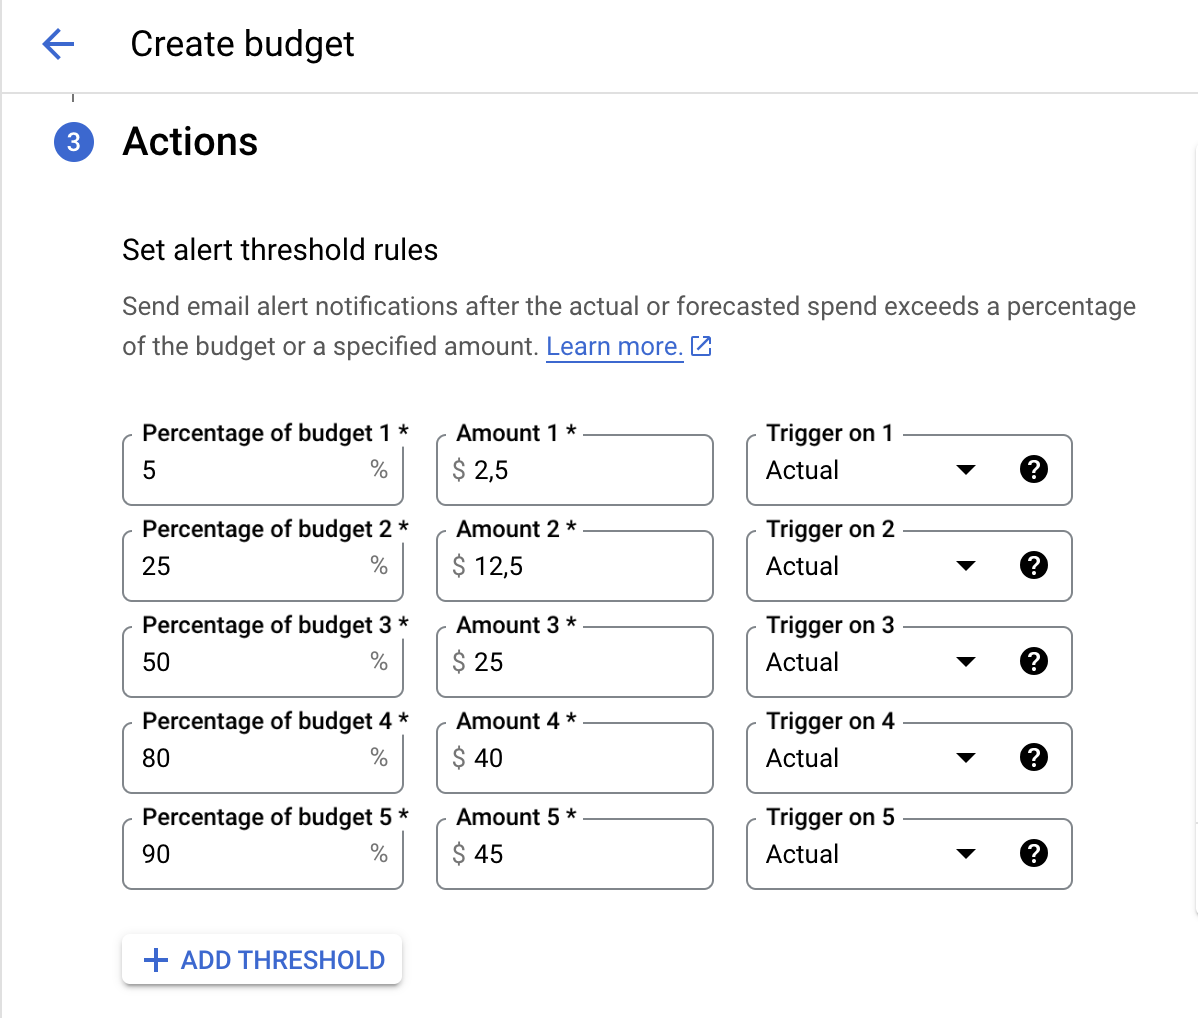 Create budget
3 Actions
Set alert threshold rules
Send email alert notifications after the actual or forecasted spend exceeds a percentage
of the budget or a specified amount. Learn more.
Percentage of budget 1 * Amount 1 * Trigger on 1
5 % $ 2,5 Actual ?
Percentage of budget 2 * Amount 2 * Trigger on 2
25 % $ 12,5 Actual ?
Percentage of budget 3 * Amount 3 * Trigger on 3
50 % $ 25 Actual ?
Percentage of budget 4 * Amount 4 * Trigger on 4
80 % $ 40 Actual ?
Percentage of budget 5 * Amount 5 * Trigger on 5
90 % $ 45 Actual ?
+ ADD THRESHOLD